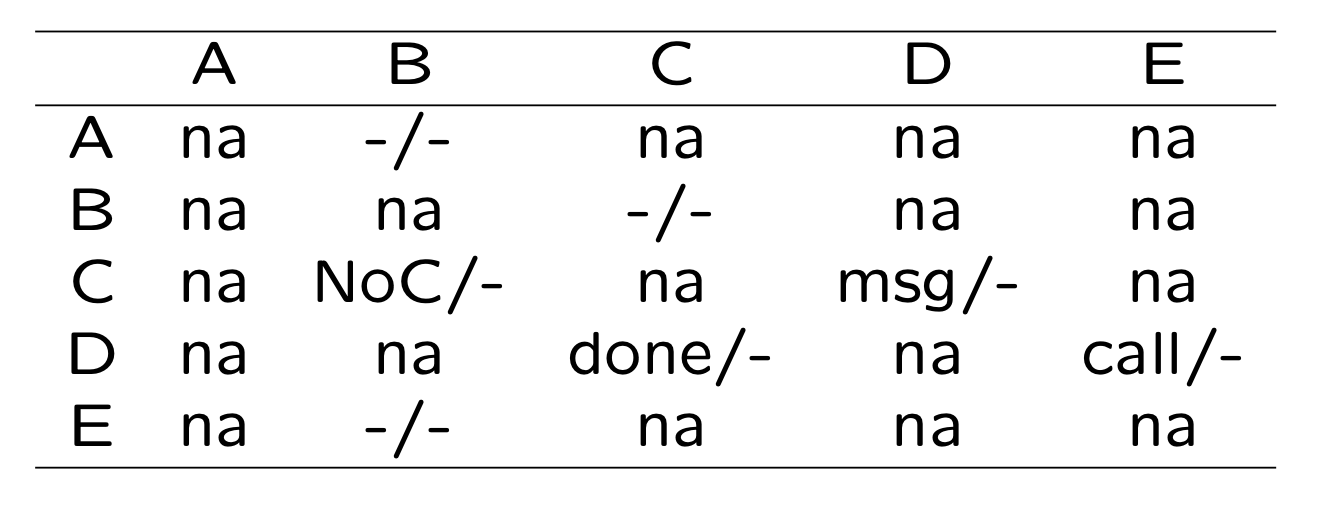 A B C D E
A na -/- na na na
B na na -/- na na
C na NoC/- na msg/- na
D na na done/- na call/-
E na -/- na na na